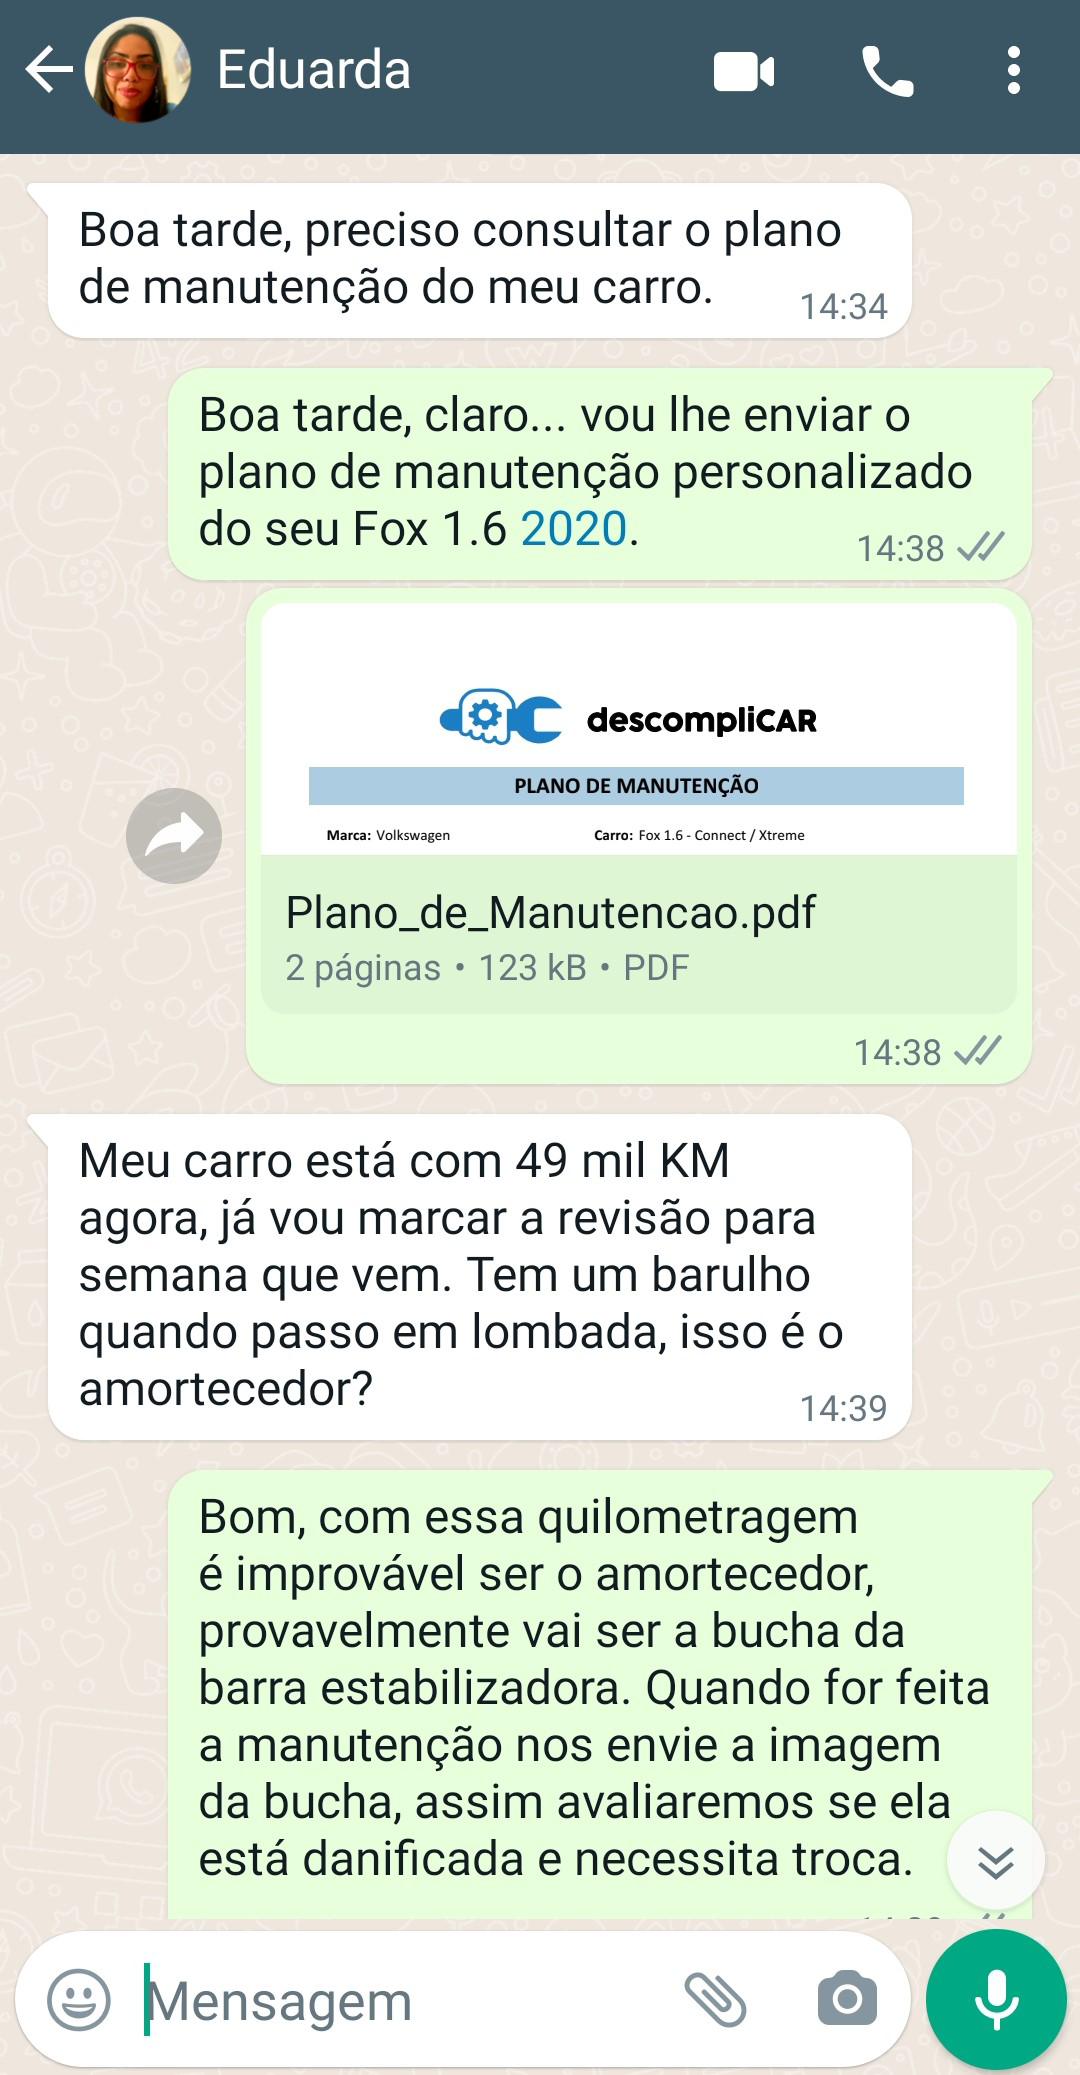 Eduarda
Boa tarde, preciso consultar o plano
de manutenção do meu carro.
14:34
Boa tarde, claro... vou lhe enviar o
plano de manutenção personalizado
do seu Fox 1.6 2020.
14:38
descompliCAR
PLANO DE MANUTENÇÃO
Marca: Volkswagen Carro: Fox 1.6 - Connect / Xtreme
Plano_de_Manutencao.pdf
2 páginas • 123 kB • PDF
14:38
Meu carro está com 49 mil KM
agora, já vou marcar a revisão para
semana que vem. Tem um barulho
quando passo em lombada, isso é o
amortecedor?
14:39
Bom, com essa quilometragem
é improvável ser o amortecedor,
provavelmente vai ser a bucha da
barra estabilizadora. Quando for feita
a manutenção nos envie a imagem
da bucha, assim avaliaremos se ela
está danificada e necessita troca.
Mensagem